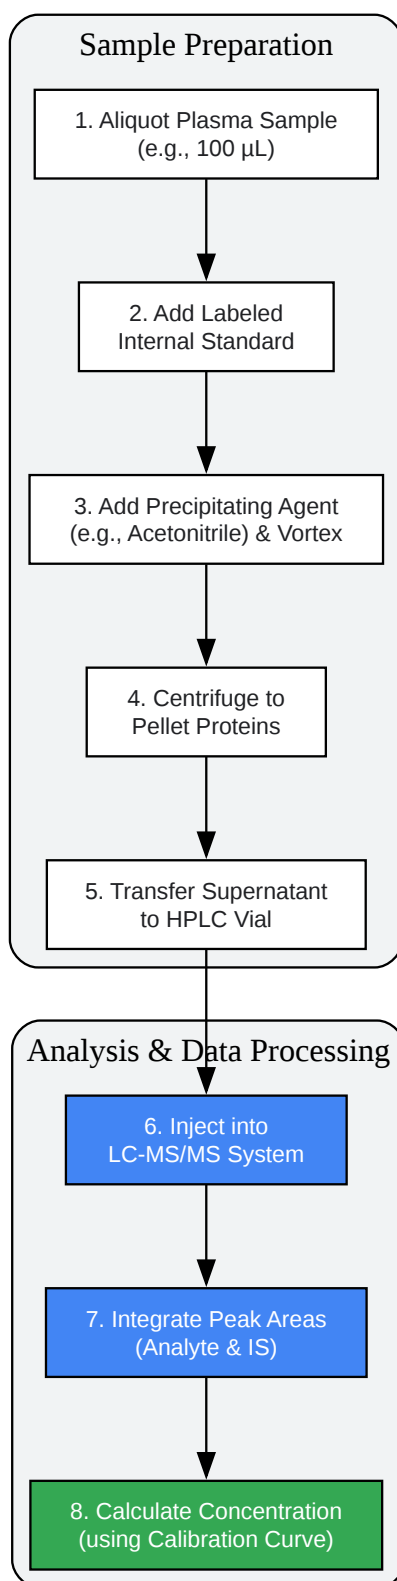 Sample Preparation
1. Aliquot Plasma Sample
(e.g., 100 µL)
2. Add Labeled
Internal Standard
3. Add Precipitating Agent
(e.g., Acetonitrile) & Vortex
4. Centrifuge to
Pellet Proteins
5. Transfer Supernatant
to HPLC Vial
Analysis & Data Processing
6. Inject into
LC-MS/MS System
7. Integrate Peak Areas
(Analyte & IS)
8. Calculate Concentration
(using Calibration Curve)